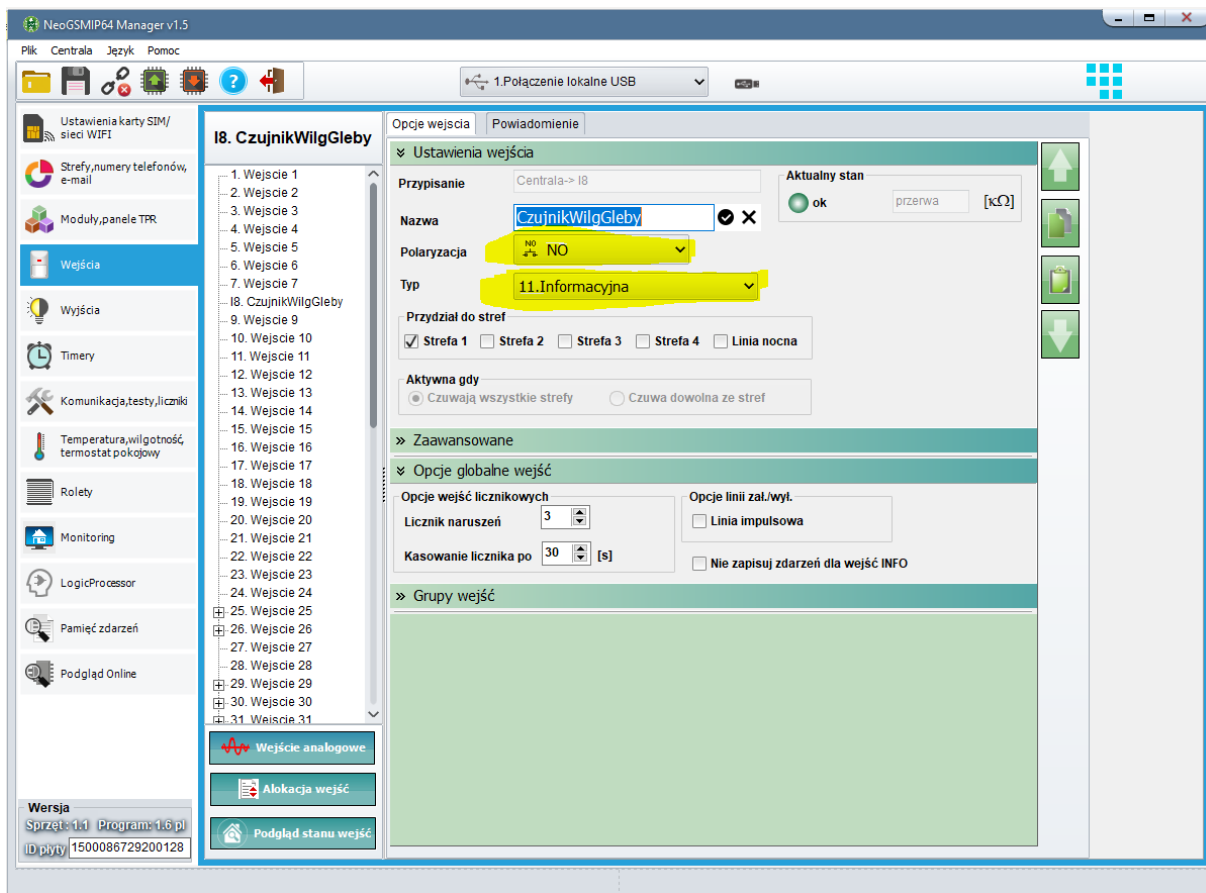 NeoGSMIP64 Manager v1.5
Plik Centrala Język Pomoc
1.Połączenie lokalne USB
Ustawienia karty SIM/
sieci WIFI
Strefy,numery telefonów,
e-mail
Moduły,panele TPR
Wejścia
Wyjścia
Timery
Komunikacja,testy,liczniki
Temperatura,wilgotność,
termostat pokojowy
Rolety
Monitoring
LogicProcessor
Pamięć zdarzeń
Podgląd Online
Wersja
Sprzęt: 1.1 Program: 1.6 pl
ID płyty 1500086729200128
I8. CzujnikWilgGleby
1. Wejscie 1
2. Wejscie 2
3. Wejscie 3
4. Wejscie 4
5. Wejscie 5
6. Wejscie 6
7. Wejscie 7
I8. CzujnikWilgGleby
9. Wejscie 9
10. Wejscie 10
11. Wejscie 11
12. Wejscie 12
13. Wejscie 13
14. Wejscie 14
15. Wejscie 15
16. Wejscie 16
17. Wejscie 17
18. Wejscie 18
19. Wejscie 19
20. Wejscie 20
21. Wejscie 21
22. Wejscie 22
23. Wejscie 23
24. Wejscie 24
25. Wejscie 25
26. Wejscie 26
27. Wejscie 27
28. Wejscie 28
29. Wejscie 29
30. Wejscie 30
31. Wejscie 31
Wejście analogowe
Alokacja wejść
Podgląd stanu wejść
Opcje wejscia Powiadomienie
Ustawienia wejścia
Przypisanie Centrala-> I8
Nazwa CzujnikWilgGleby
Polaryzacja NO NO
Typ 11.Informacyjna
Aktualny stan
ok przerwa [κΩ]
Przydział do stref
Strefa 1 Strefa 2 Strefa 3 Strefa 4 Linia nocna
Aktywna gdy
Czuwają wszystkie strefy Czuwa dowolna ze stref
Zaawansowane
Opcje globalne wejść
Opcje wejść licznikowych
Licznik naruszeń 3
Kasowanie licznika po 30 [s]
Opcje linii zał./wył.
Linia impulsowa
Nie zapisuj zdarzeń dla wejść INFO
Grupy wejść